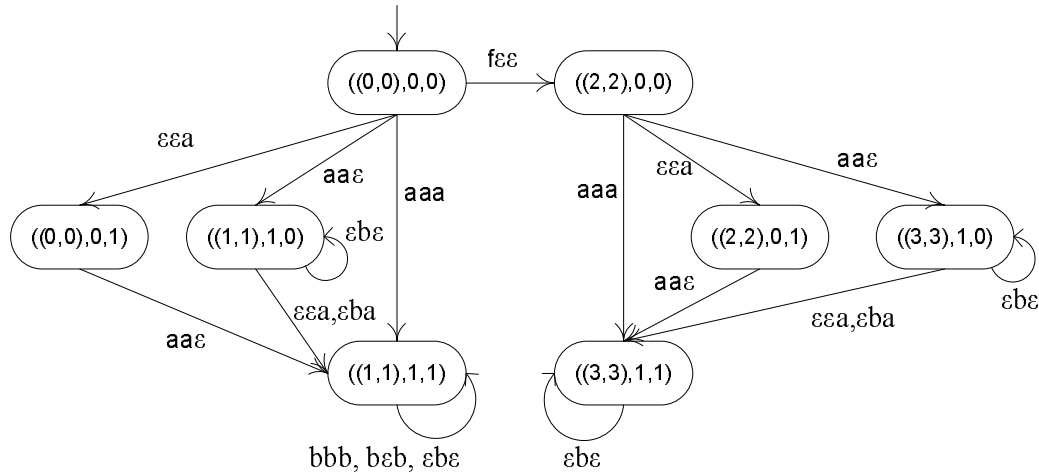 fεε
((0,0),0,0)
((2,2),0,0)
εεa
aaε
aaa
aaa
εεa
aaε
((0,0),0,1)
((1,1),1,0)
εbε
((2,2),0,1)
((3,3),1,0)
aaε
εεa,εba
aaε
εεa,εba
εbε
((1,1),1,1)
((3,3),1,1)
bbb, bεb, εbε
εbε